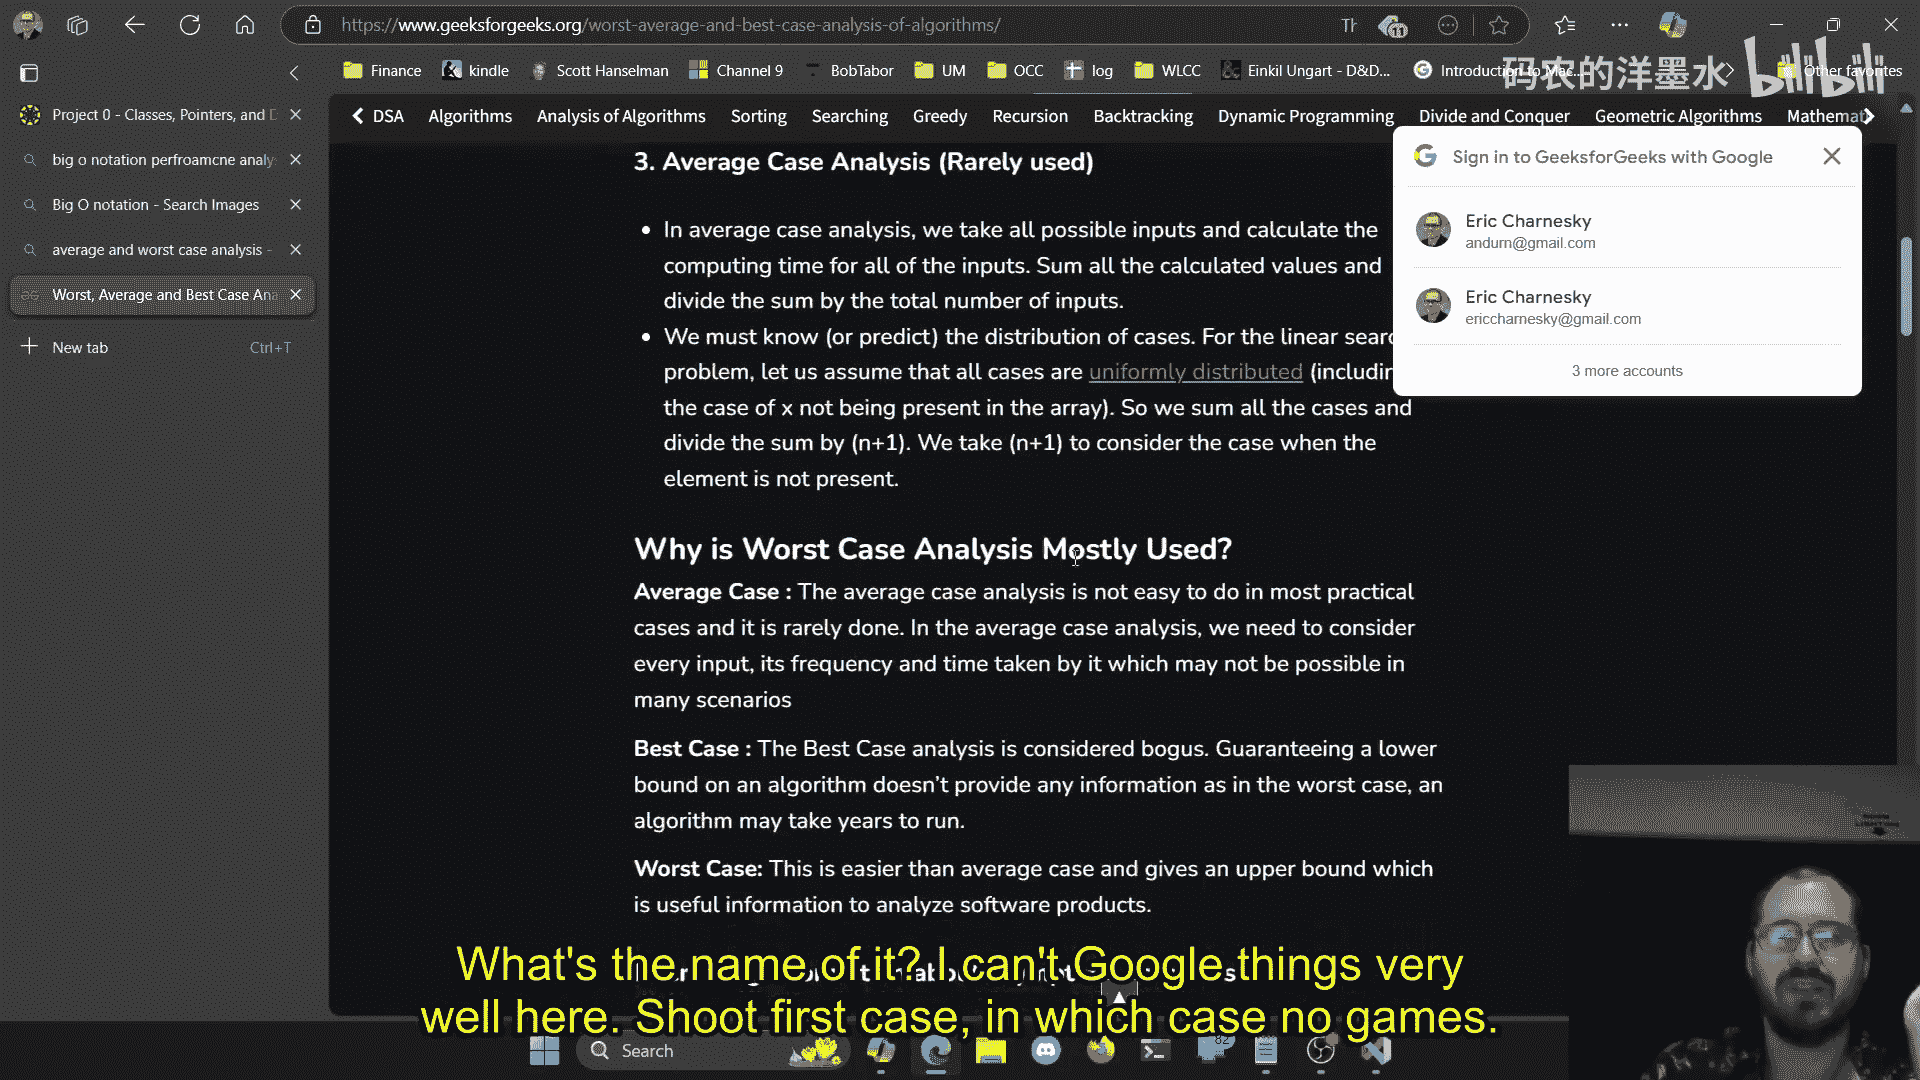 https://www.geeksforgeeks.org/worst-average-and-best-case-analysis-of-algorithms/
11
Finance
kindle
Scott Hanselman
Channel 9
BobTabor
UM
OCC
log
WLCC
Einkil Ungart - D&D...
Introduction to Mac...
Other favorites
码农的洋墨水 bilibili
Project 0 - Classes, Pointers, and D
big o notation perfroamcne analy
Big O notation - Search Images
average and worst case analysis -
Worst, Average and Best Case Ana
New tab Ctrl+T
DSA Algorithms Analysis of Algorithms Sorting Searching Greedy Recursion Backtracking Dynamic Programming Divide and Conquer Geometric Algorithms Mathemat
Sign in to GeeksforGeeks with Google
Eric Charnesky
andurn@gmail.com
Eric Charnesky
ericcharnesky@gmail.com
3 more accounts
3. Average Case Analysis (Rarely used)
In average case analysis, we take all possible inputs and calculate the
computing time for all of the inputs. Sum all the calculated values and
divide the sum by the total number of inputs.
We must know (or predict) the distribution of cases. For the linear searc
problem, let us assume that all cases are uniformly distributed (includin
the case of x not being present in the array). So we sum all the cases and
divide the sum by (n+1). We take (n+1) to consider the case when the
element is not present.
Why is Worst Case Analysis Mostly Used?
Average Case : The average case analysis is not easy to do in most practical
cases and it is rarely done. In the average case analysis, we need to consider
every input, its frequency and time taken by it which may not be possible in
many scenarios
Best Case : The Best Case analysis is considered bogus. Guaranteeing a lower
bound on an algorithm doesn't provide any information as in the worst case, an
algorithm may take years to run.
Worst Case: This is easier than average case and gives an upper bound which
is useful information to analyze software products.
What's the name of it? I can't Google things very
well here. Shoot first case, in which case no games.
Search
82